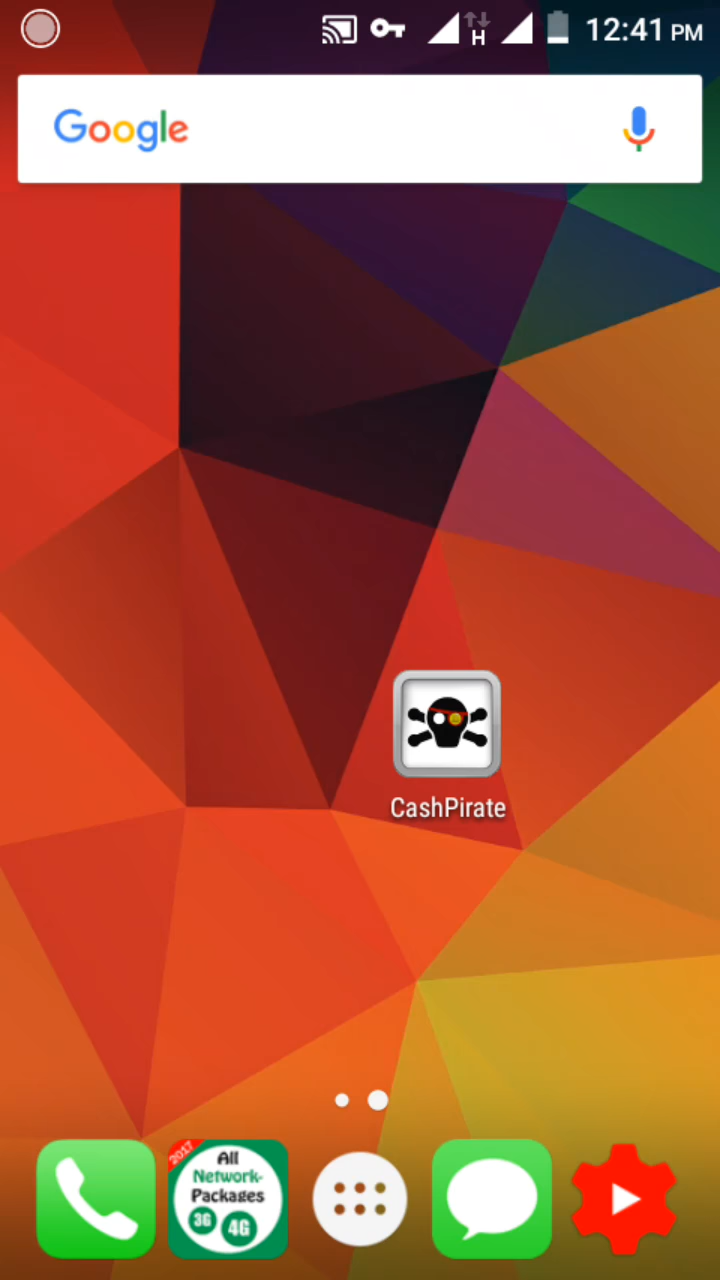 H 12:41 PM
Google
CashPirate
2017
All
Network-
Packages
3G 4G